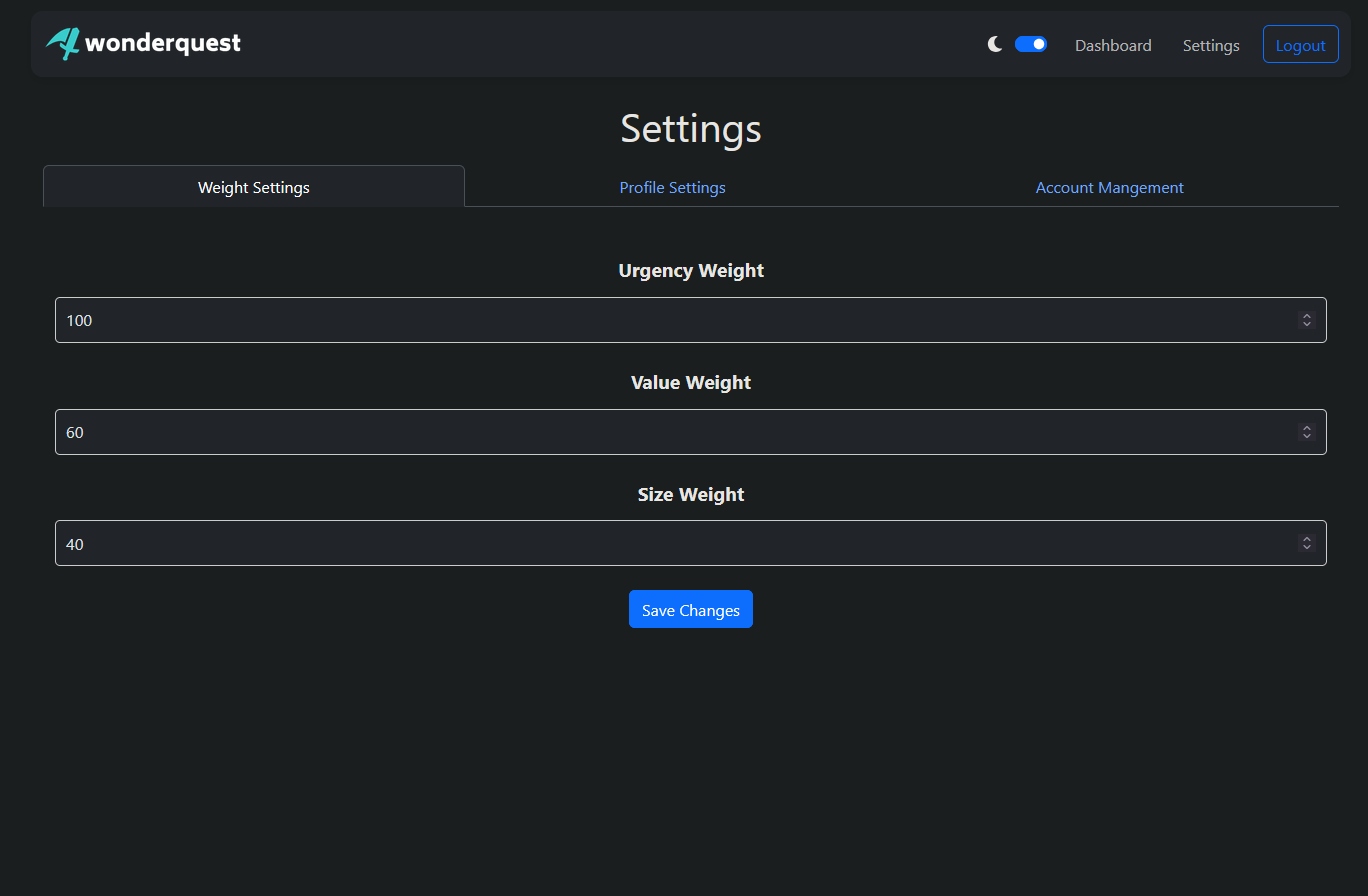 wonderquest
Dashboard
Settings
Logout
Settings
Weight Settings
Profile Settings
Account Mangement
Urgency Weight
100
Value Weight
60
Size Weight
40
Save Changes